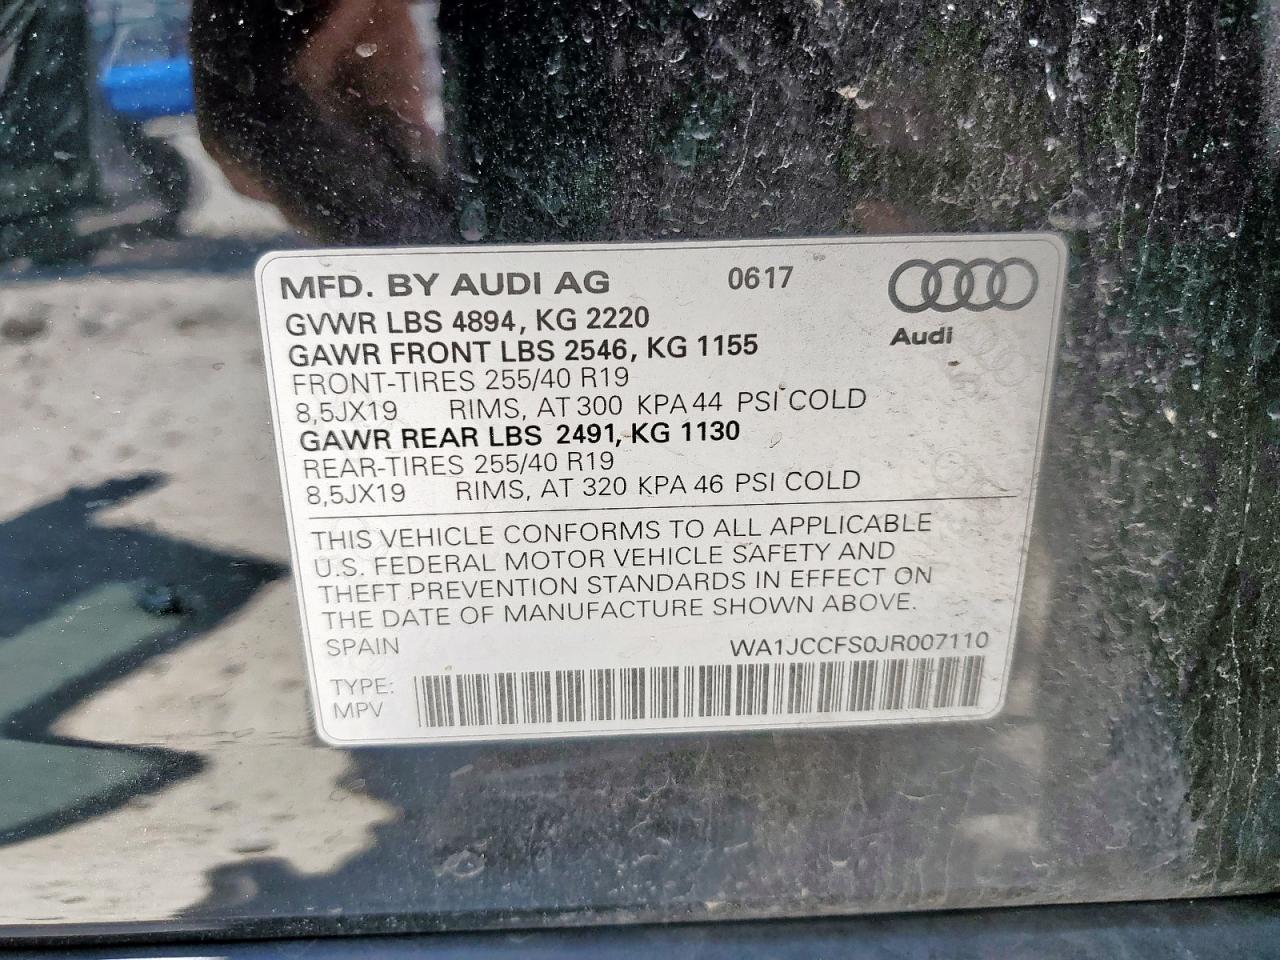 MFD. BY AUDI AG 0617
GVWR LBS 4894, KG 2220
Audi
GAWR FRONT LBS 2546, KG 1155
FRONT-TIRES 255/40 R19
8,5JX19 RIMS, AT 300 KPA 44 PSI COLD
GAWR REAR LBS 2491, KG 1130
REAR-TIRES 255/40 R19
8,5JX19 RIMS, AT 320 KPA 46 PSI COLD
THIS VEHICLE CONFORMS TO ALL APPLICABLE
U.S. FEDERAL MOTOR VEHICLE SAFETY AND
THEFT PREVENTION STANDARDS IN EFFECT ON
THE DATE OF MANUFACTURE SHOWN ABOVE.
SPAIN WA1JCCFS0JR007110
TYPE:
MPV